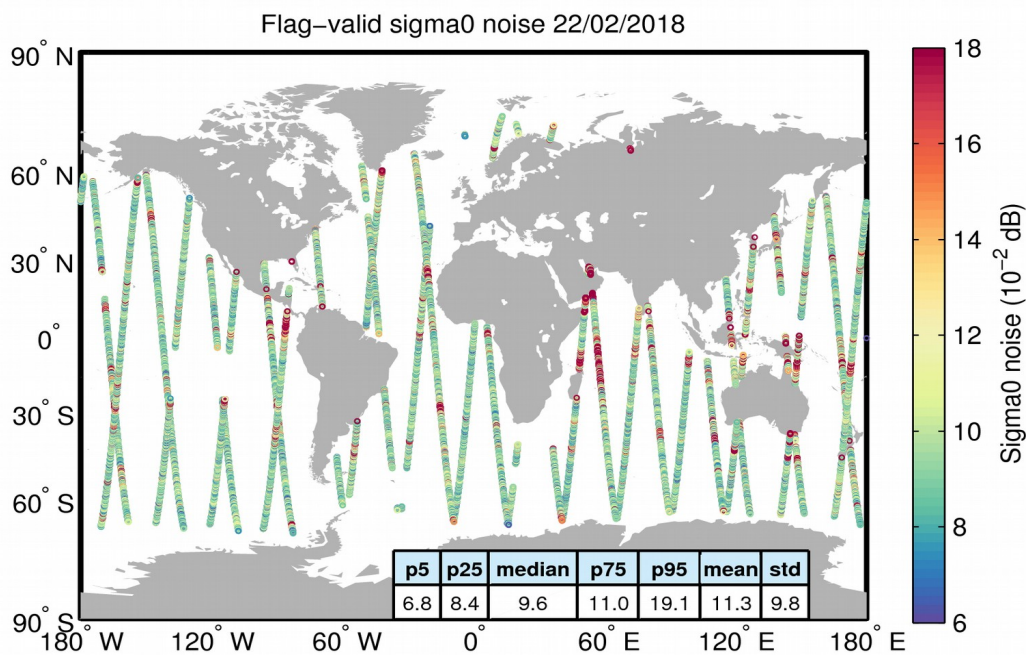 Flag−valid sigma0 noise 22/02/2018
90° N
60° N
30° N
0°
30° S
60° S
90° S
180° W
120° W
60° W
0°
60° E
120° E
180° E
p5 p25 median p75 p95 mean std
6.8 8.4 9.6 11.0 19.1 11.3 9.8
18
16
14
12
10
8
6
Sigma0 noise (10⁻² dB)